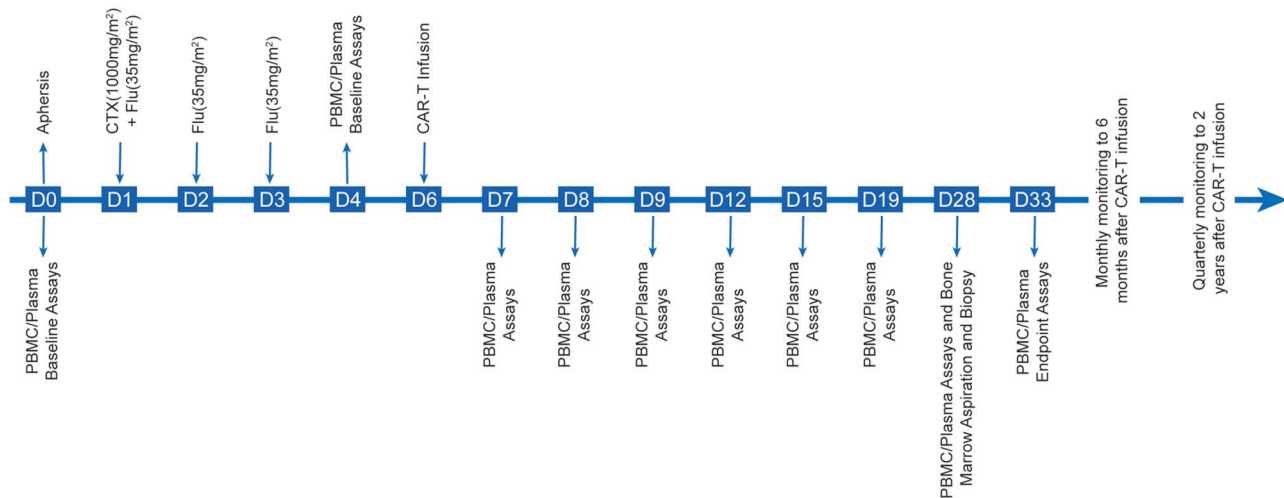 Aphersis
CTX(1000mg/m²)
+ Flu(35mg/m²)
Flu(35mg/m²)
Flu(35mg/m²)
PBMC/Plasma
Baseline Assays
CAR-T Infusion
D0
D1
D2
D3
D4
D6
D7
D8
D9
D12
D15
D19
D28
D33
Monthly monitoring to 6
months after CAR-T infusion
Quarterly monitoring to 2
years after CAR-T infusion
PBMC/Plasma
Baseline Assays
PBMC/Plasma
Assays
PBMC/Plasma
Assays
PBMC/Plasma
Assays
PBMC/Plasma
Assays
PBMC/Plasma
Assays
PBMC/Plasma
Assays
PBMC/Plasma Assays and Bone
Marrow Aspiration and Biopsy
PBMC/Plasma
Endpoint Assays